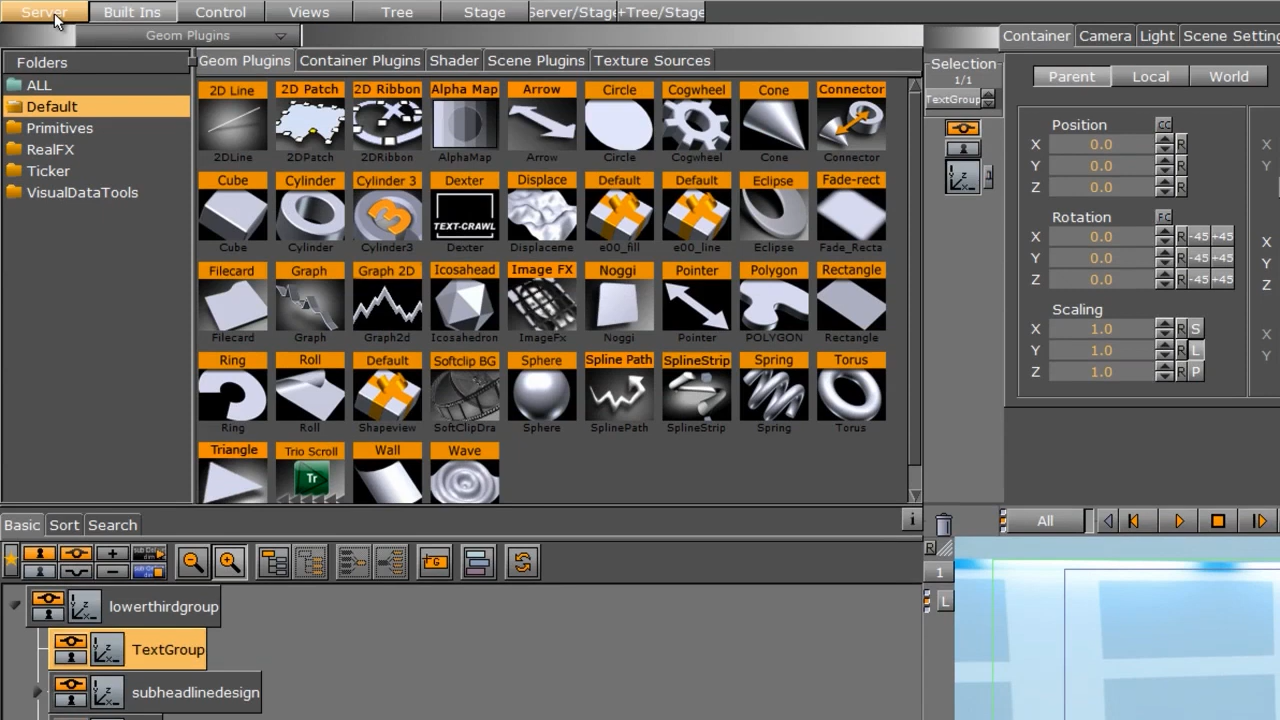 Server Built Ins Control Views Tree Stage Server/Stage +Tree/Stage
Geom Plugins
Container Camera Light Scene Settin
Folders
ALL
Default
Primitives
RealFX
Ticker
VisualDataTools
Geom Plugins Container Plugins Shader Scene Plugins Texture Sources
2D Line 2D Patch 2D Ribbon Alpha Map Arrow Circle Cogwheel Cone Connector
2DLine 2DPatch 2DRibbon AlphaMap Arrow Circle Cogwheel Cone Connector
Cube Cylinder Cylinder 3 Dexter Displace Default Default Eclipse Fade-rect
3
TEXT-CRAWL
Cube Cylinder Cylinder3 Dexter Displaceme e00_fill e00_line Eclipse Fade_Recta
Filecard Graph Graph 2D Icosahead Image FX Noggi Pointer Polygon Rectangle
Filecard Graph Graph2d Icosahedron ImageFx Noggi Pointer POLYGON Rectangle
Ring Roll Default Softclip BG Sphere Spline Path SplineStrip Spring Torus
Ring Roll Shapeview SoftClipDra Sphere SplinePath SplineStrip Spring Torus
Triangle Trio Scroll Wall Wave
Tr
Selection
1/1
TextGroup
Parent Local World
Position CC
X 0.0 R
Y 0.0 R
Z 0.0 R
Rotation FC
X 0.0 R -45 +45
Y 0.0 R -45 +45
Z 0.0 R -45 +45
Scaling
X 1.0 R S
Y 1.0 R L
Z 1.0 R P
X
Y
X
Y
Z
X
Y
Basic Sort Search
i
All
R
1
L
+G
lowerthirdgroup
TextGroup
subheadlinedesign